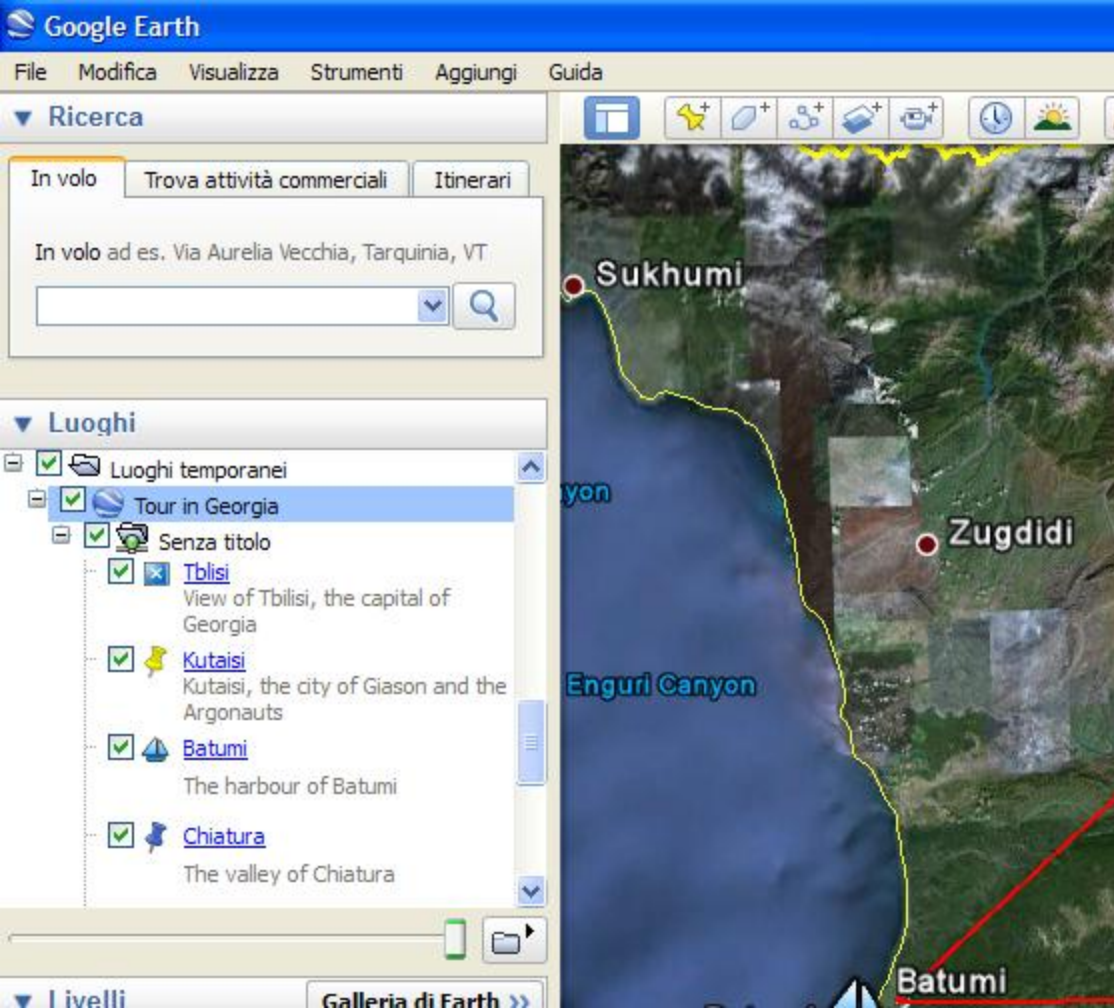 Google Earth
File Modifica Visualizza Strumenti Aggiungi Guida
Ricerca
In volo Trova attività commerciali Itinerari
In volo ad es. Via Aurelia Vecchia, Tarquinia, VT
Luoghi
Luoghi temporanei
Tour in Georgia
Senza titolo
Tblisi
View of Tbilisi, the capital of
Georgia
Kutaisi
Kutaisi, the city of Giason and the
Argonauts
Batumi
The harbour of Batumi
Chiatura
The valley of Chiatura
Livelli
Galleria di Earth >>
Sukhumi
yon
Zugdidi
Enguri Canyon
Batumi